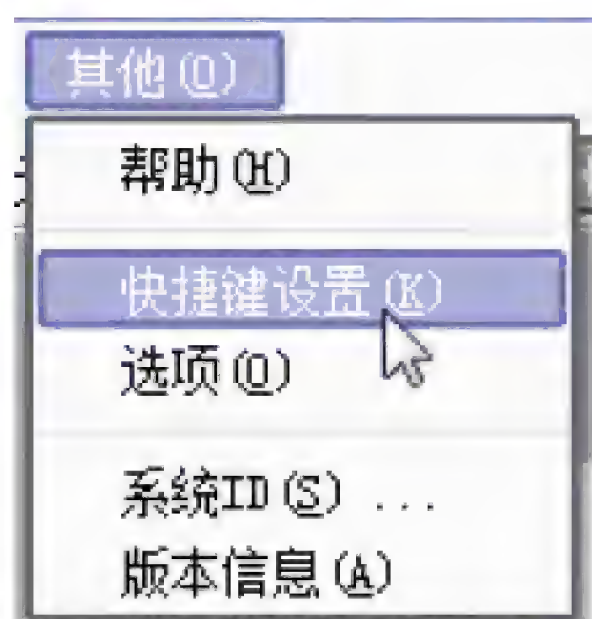 其他(O)
帮助(H)
快捷键设置(K)
选项(O)
系统ID(S) ...
版本信息(A)